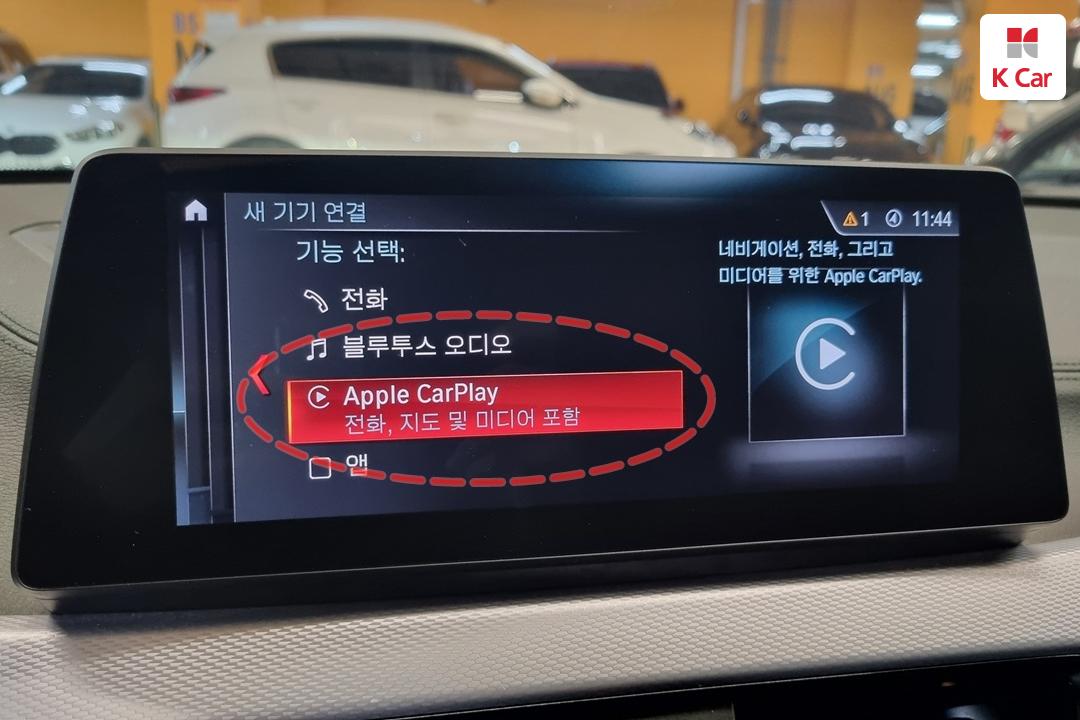 K Car
새 기기 연결
1 11:44
기능 선택:
전화
블루투스 오디오
Apple CarPlay
전화, 지도 및 미디어 포함
앱
네비게이션, 전화, 그리고
미디어를 위한 Apple CarPlay.